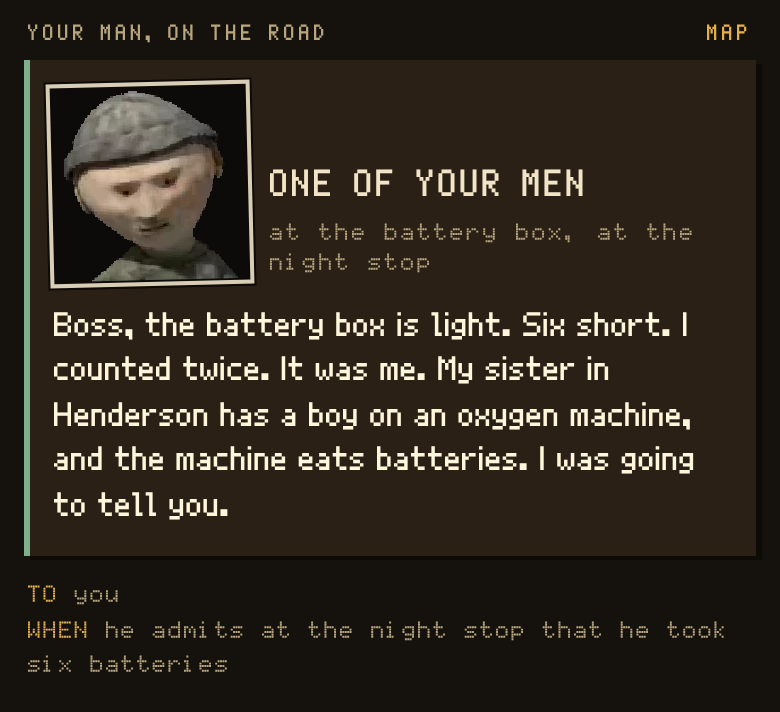 YOUR MAN, ON THE ROAD
MAP
ONE OF YOUR MEN
at the battery box, at the
night stop
Boss, the battery box is light. Six short. I
counted twice. It was me. My sister in
Henderson has a boy on an oxygen machine,
and the machine eats batteries. I was going
to tell you.
TO you
WHEN he admits at the night stop that he took
six batteries